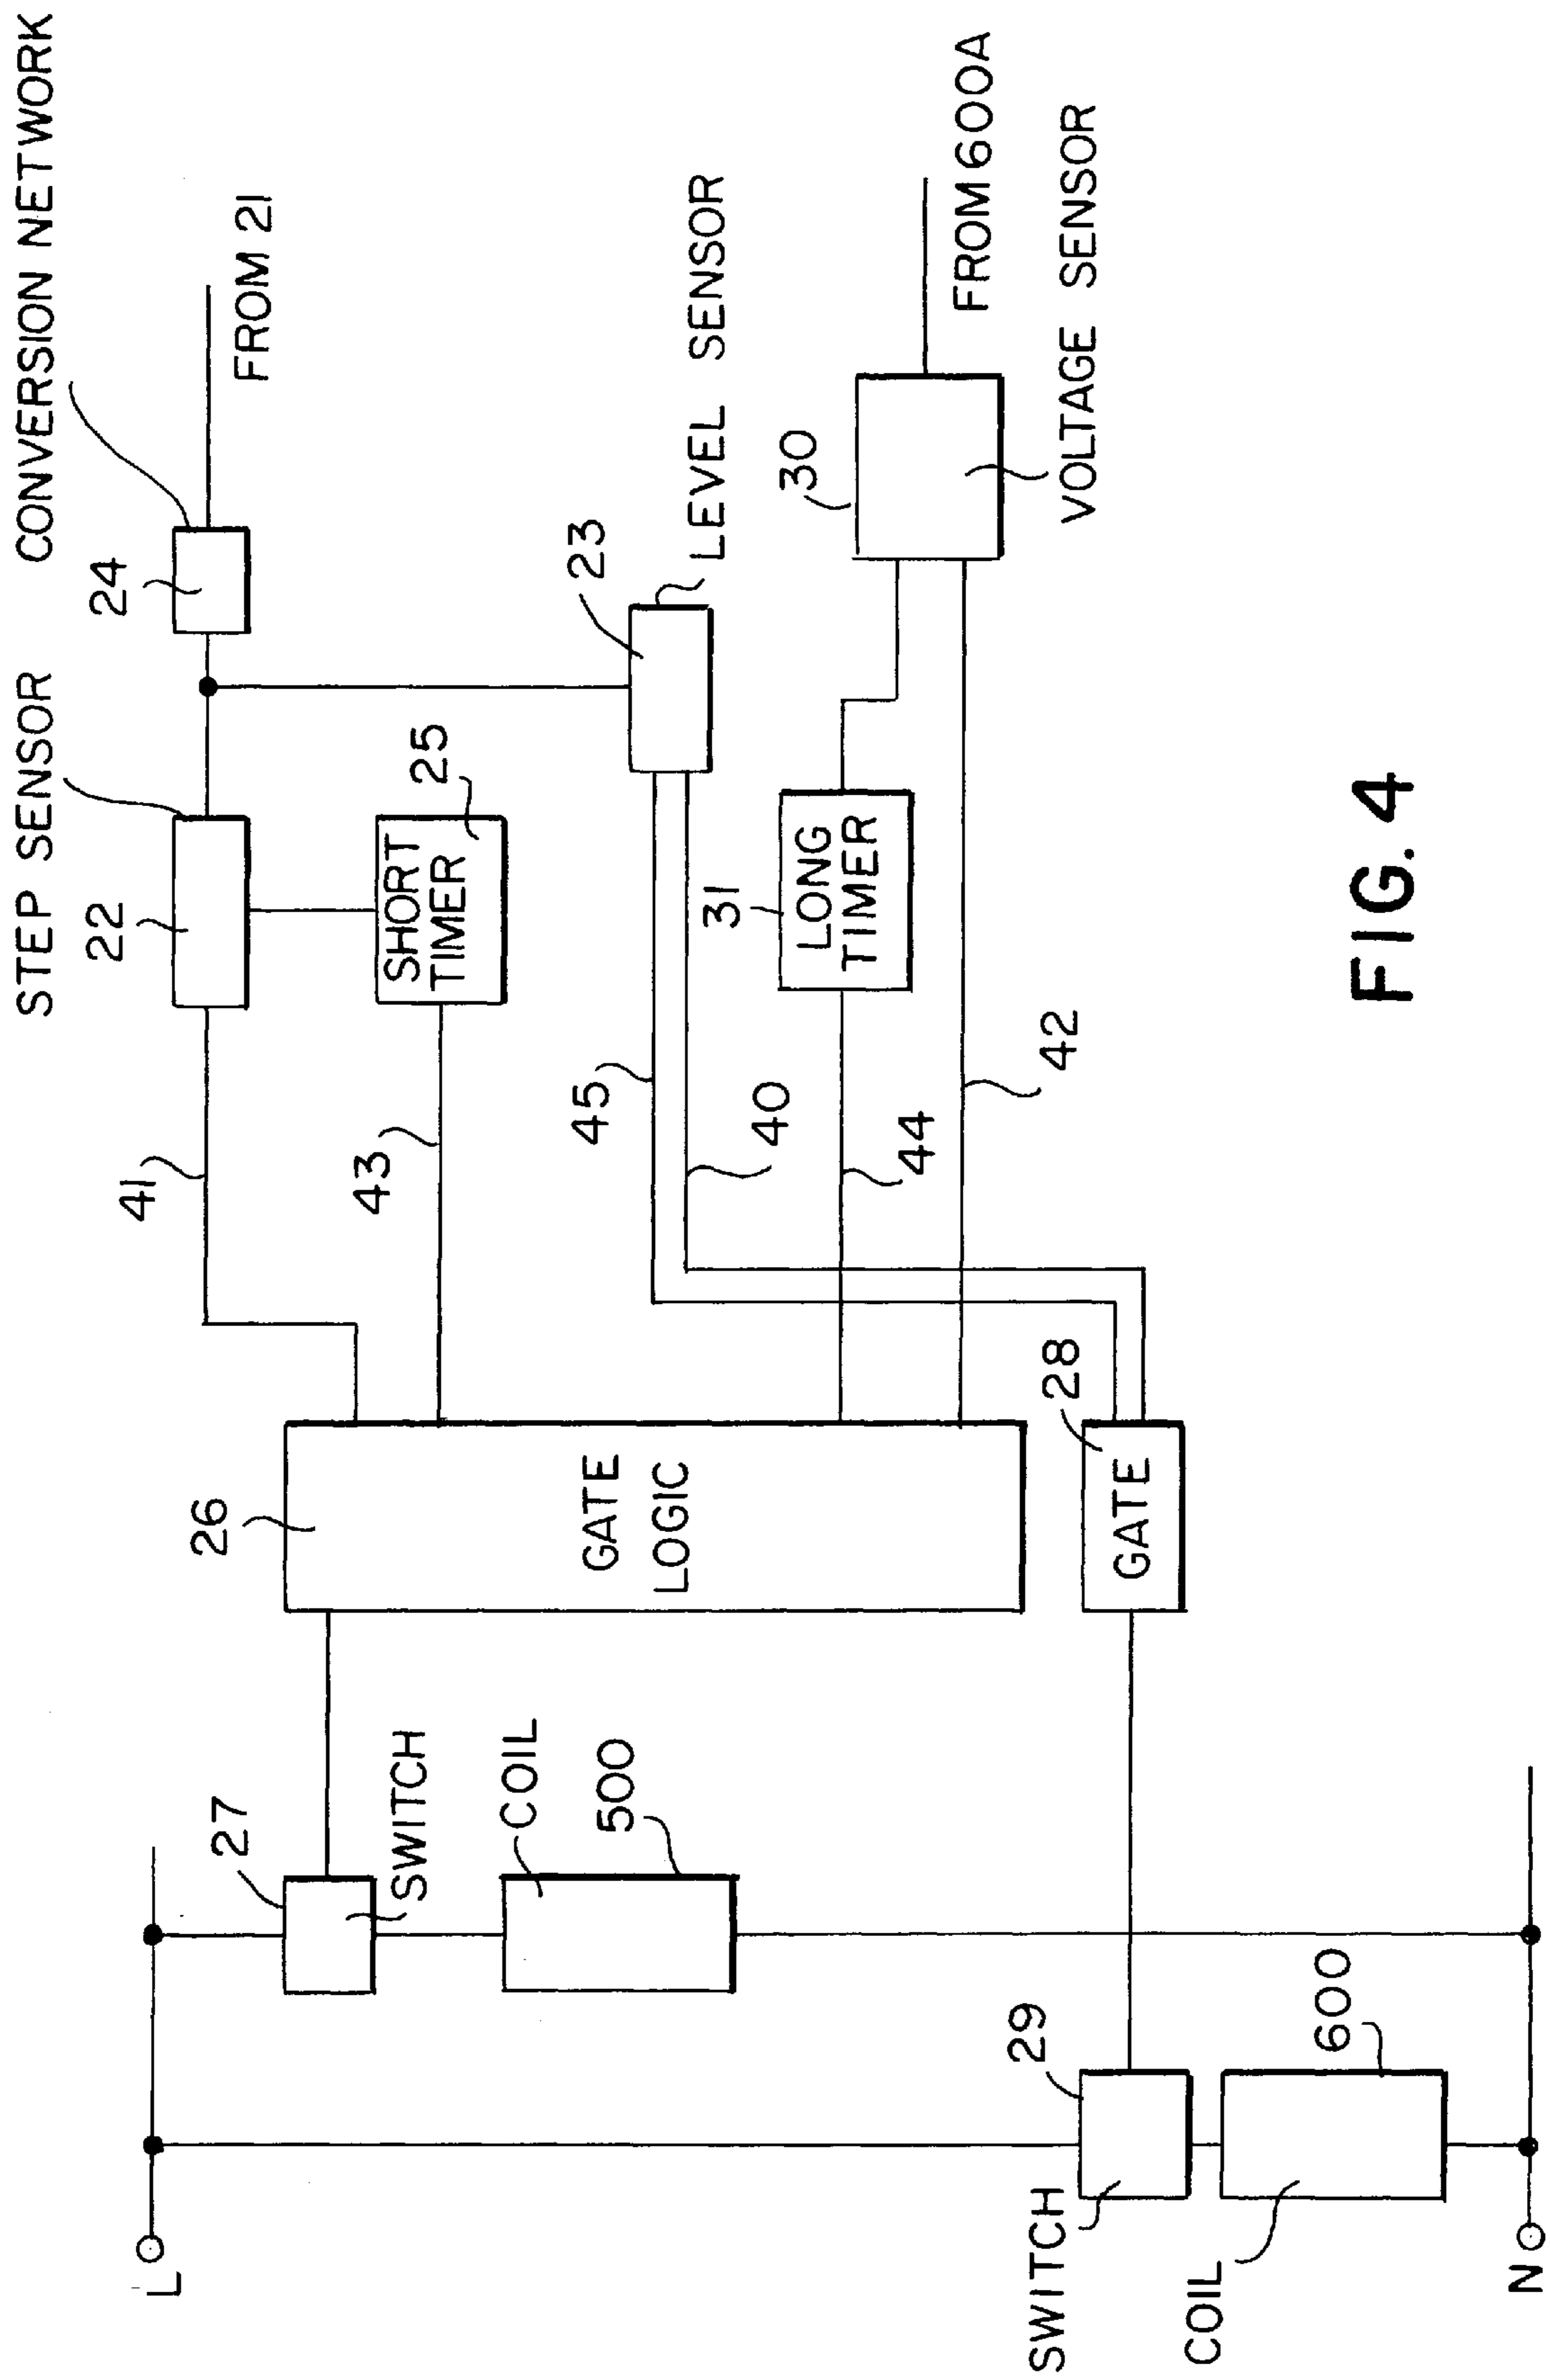 CONVERSION NETWORK
STEP SENSOR
24
FROM 21
22
41
SHORT
TIMER
25
43
23
LEVEL SENSOR
45
40
30
FROM 600A
VOLTAGE SENSOR
31
LONG
TIMER
44
42
26
GATE
LOGIC
28
GATE
27
SWITCH
COIL
500
29
SWITCH
600
COIL
L
N
FIG. 4